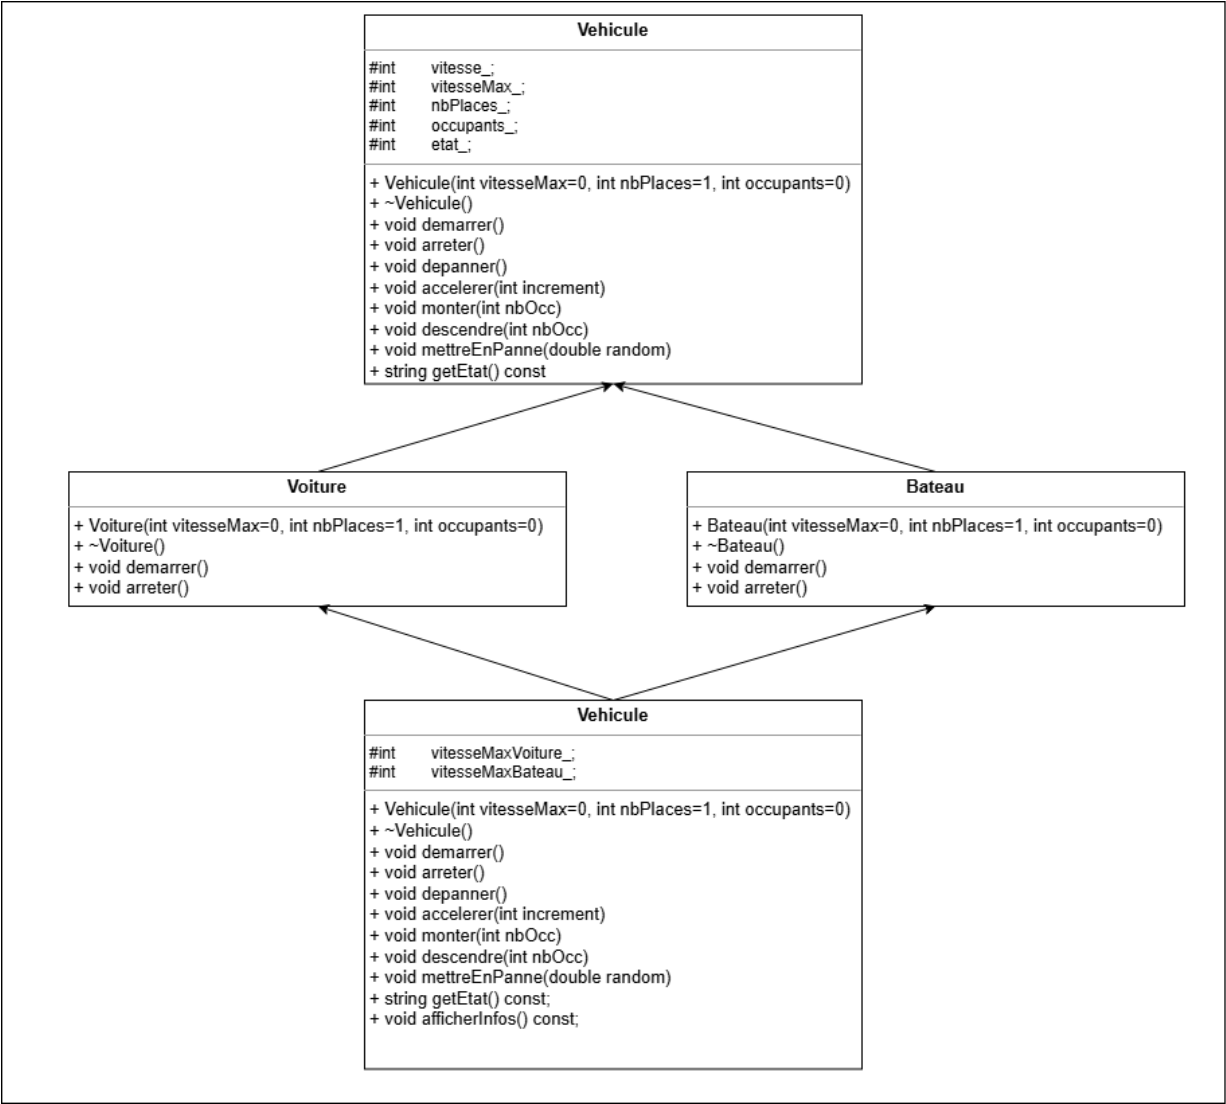 Vehicule
#int vitesse_;
#int vitesseMax_;
#int nbPlaces_;
#int occupants_;
#int etat_;
+ Vehicule(int vitesseMax=0, int nbPlaces=1, int occupants=0)
+ ~Vehicule()
+ void demarrer()
+ void arreter()
+ void depanner()
+ void accelerer(int increment)
+ void monter(int nbOcc)
+ void descendre(int nbOcc)
+ void mettreEnPanne(double random)
+ string getEtat() const
Voiture
+ Voiture(int vitesseMax=0, int nbPlaces=1, int occupants=0)
+ ~Voiture()
+ void demarrer()
+ void arreter()
Bateau
+ Bateau(int vitesseMax=0, int nbPlaces=1, int occupants=0)
+ ~Bateau()
+ void demarrer()
+ void arreter()
Vehicule
#int vitesseMaxVoiture_;
#int vitesseMaxBateau_;
+ Vehicule(int vitesseMax=0, int nbPlaces=1, int occupants=0)
+ ~Vehicule()
+ void demarrer()
+ void arreter()
+ void depanner()
+ void accelerer(int increment)
+ void monter(int nbOcc)
+ void descendre(int nbOcc)
+ void mettreEnPanne(double random)
+ string getEtat() const;
+ void afficherInfos() const;